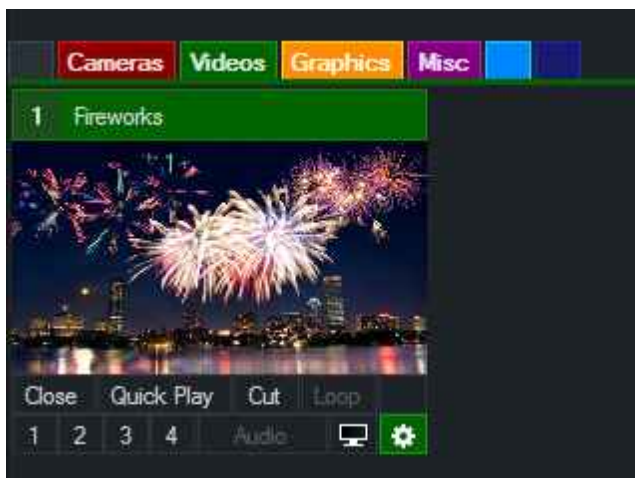 Cameras Videos Graphics Misc
1 Fireworks
Close Quick Play Cut Loop
1 2 3 4 Audio